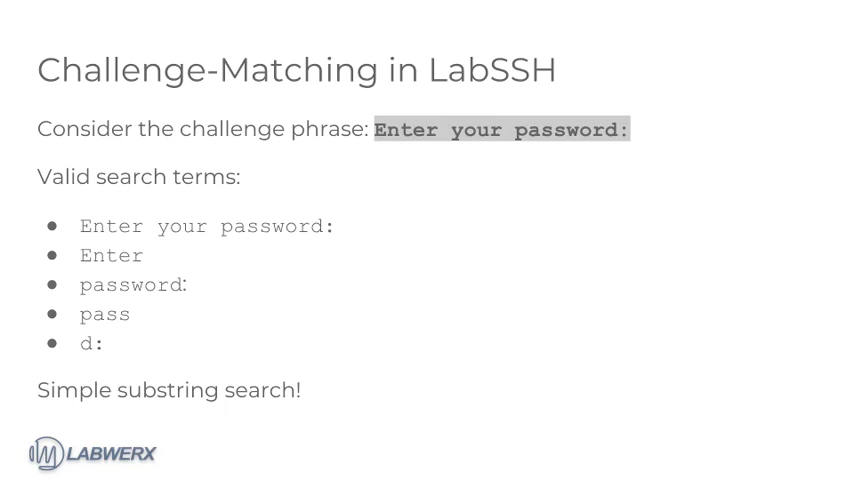 Challenge-Matching in LabSSH
Consider the challenge phrase: Enter your password:
Valid search terms:
● Enter your password:
● Enter
● password:
● pass
● d:
Simple substring search!
LABWERX